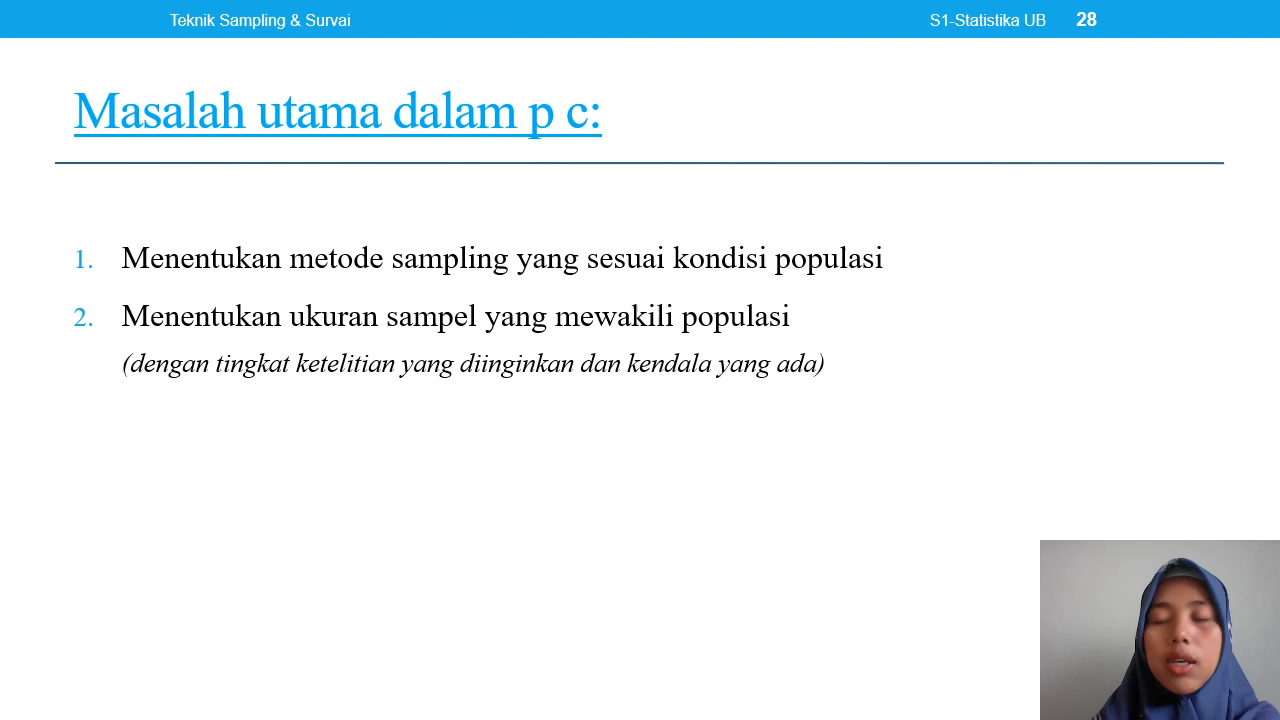 Teknik Sampling & Survai
S1-Statistika UB 28
Masalah utama dalam p c:
1. Menentukan metode sampling yang sesuai kondisi populasi
2. Menentukan ukuran sampel yang mewakili populasi
(dengan tingkat ketelitian yang diinginkan dan kendala yang ada)